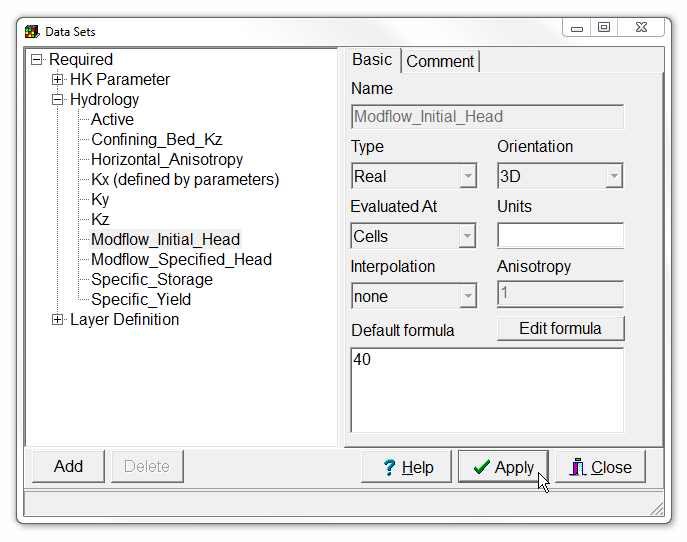 Data Sets
Required
HK Parameter
Hydrology
Active
Confining_Bed_Kz
Horizontal_Anisotropy
Kx (defined by parameters)
Ky
Kz
Modflow_Initial_Head
Modflow_Specified_Head
Specific_Storage
Specific_Yield
Layer Definition
Basic Comment
Name
Modflow_Initial_Head
Type Orientation
Real 3D
Evaluated At Units
Cells
Interpolation Anisotropy
none 1
Default formula Edit formula
40
Add Delete ? Help Apply Close